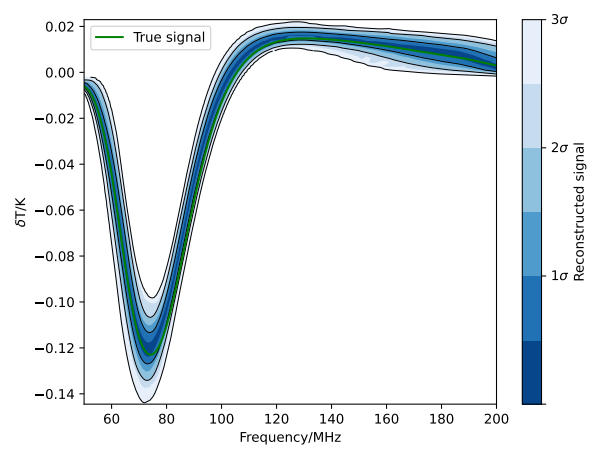 0.02
0.00
−0.02
−0.04
−0.06
−0.08
−0.10
−0.12
−0.14
δT/K
True signal
60 80 100 120 140 160 180 200
Frequency/MHz
3σ
2σ
1σ
Reconstructed signal